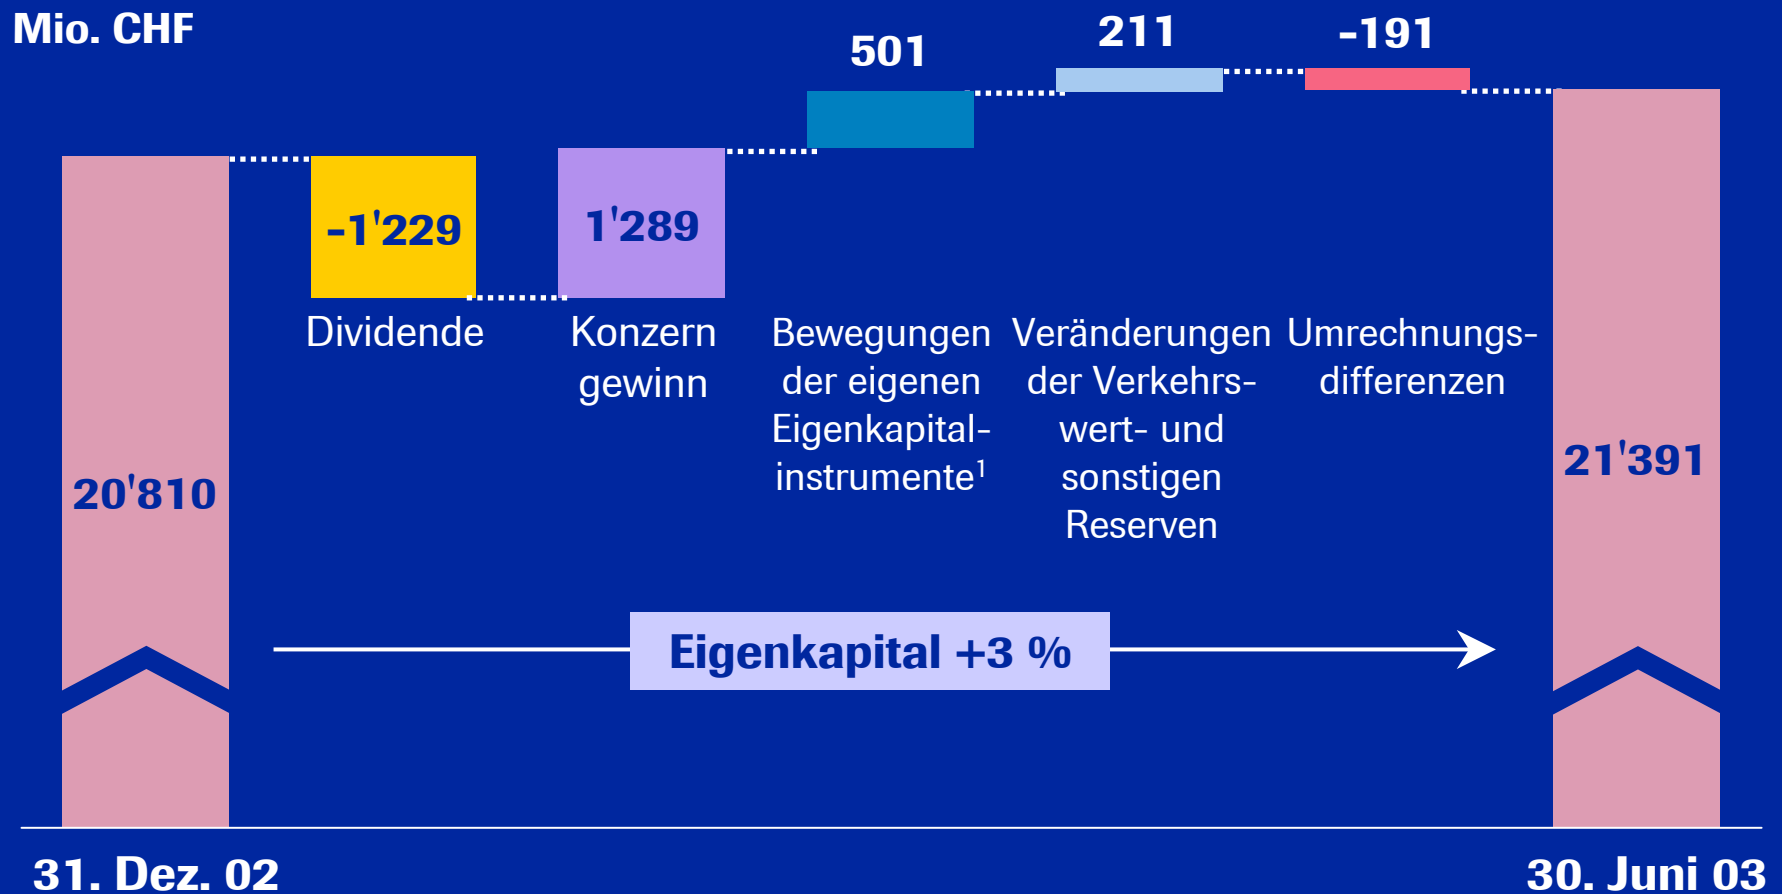 Mio. CHF
501
211
-191
-1'229
1'289
20'810
21'391
Dividende
Konzern
gewinn
Bewegungen
der eigenen
Eigenkapital-
instrumente¹
Veränderungen
der Verkehrs-
wert- und
sonstigen
Reserven
Umrechnungs-
differenzen
Eigenkapital +3 %
31. Dez. 02
30. Juni 03